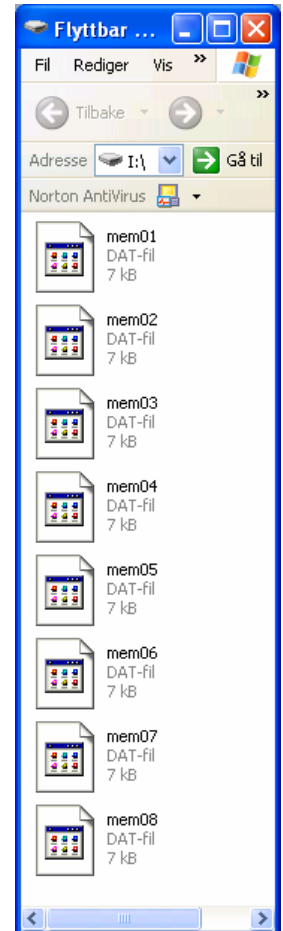 Flyttbar ...
Fil Rediger Vis »
Tilbake »
Adresse I:\ Gå til
Norton AntiVirus
mem01
DAT-fil
7 kB
mem02
DAT-fil
7 kB
mem03
DAT-fil
7 kB
mem04
DAT-fil
7 kB
mem05
DAT-fil
7 kB
mem06
DAT-fil
7 kB
mem07
DAT-fil
7 kB
mem08
DAT-fil
7 kB